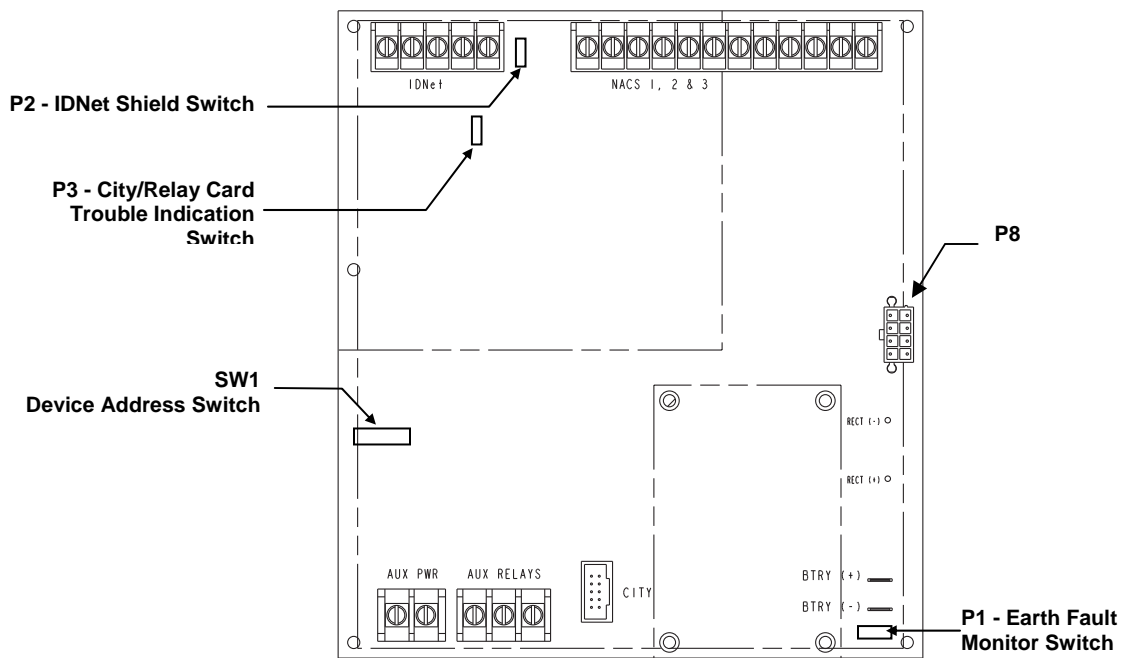 IDNet
NACS 1, 2 & 3
P2 - IDNet Shield Switch
P3 - City/Relay Card
Trouble Indication
Switch
P8
SW1
Device Address Switch
RECT (-)
RECT (+)
AUX PWR
AUX RELAYS
CITY
BTRY (+)
BTRY (-)
P1 - Earth Fault
Monitor Switch